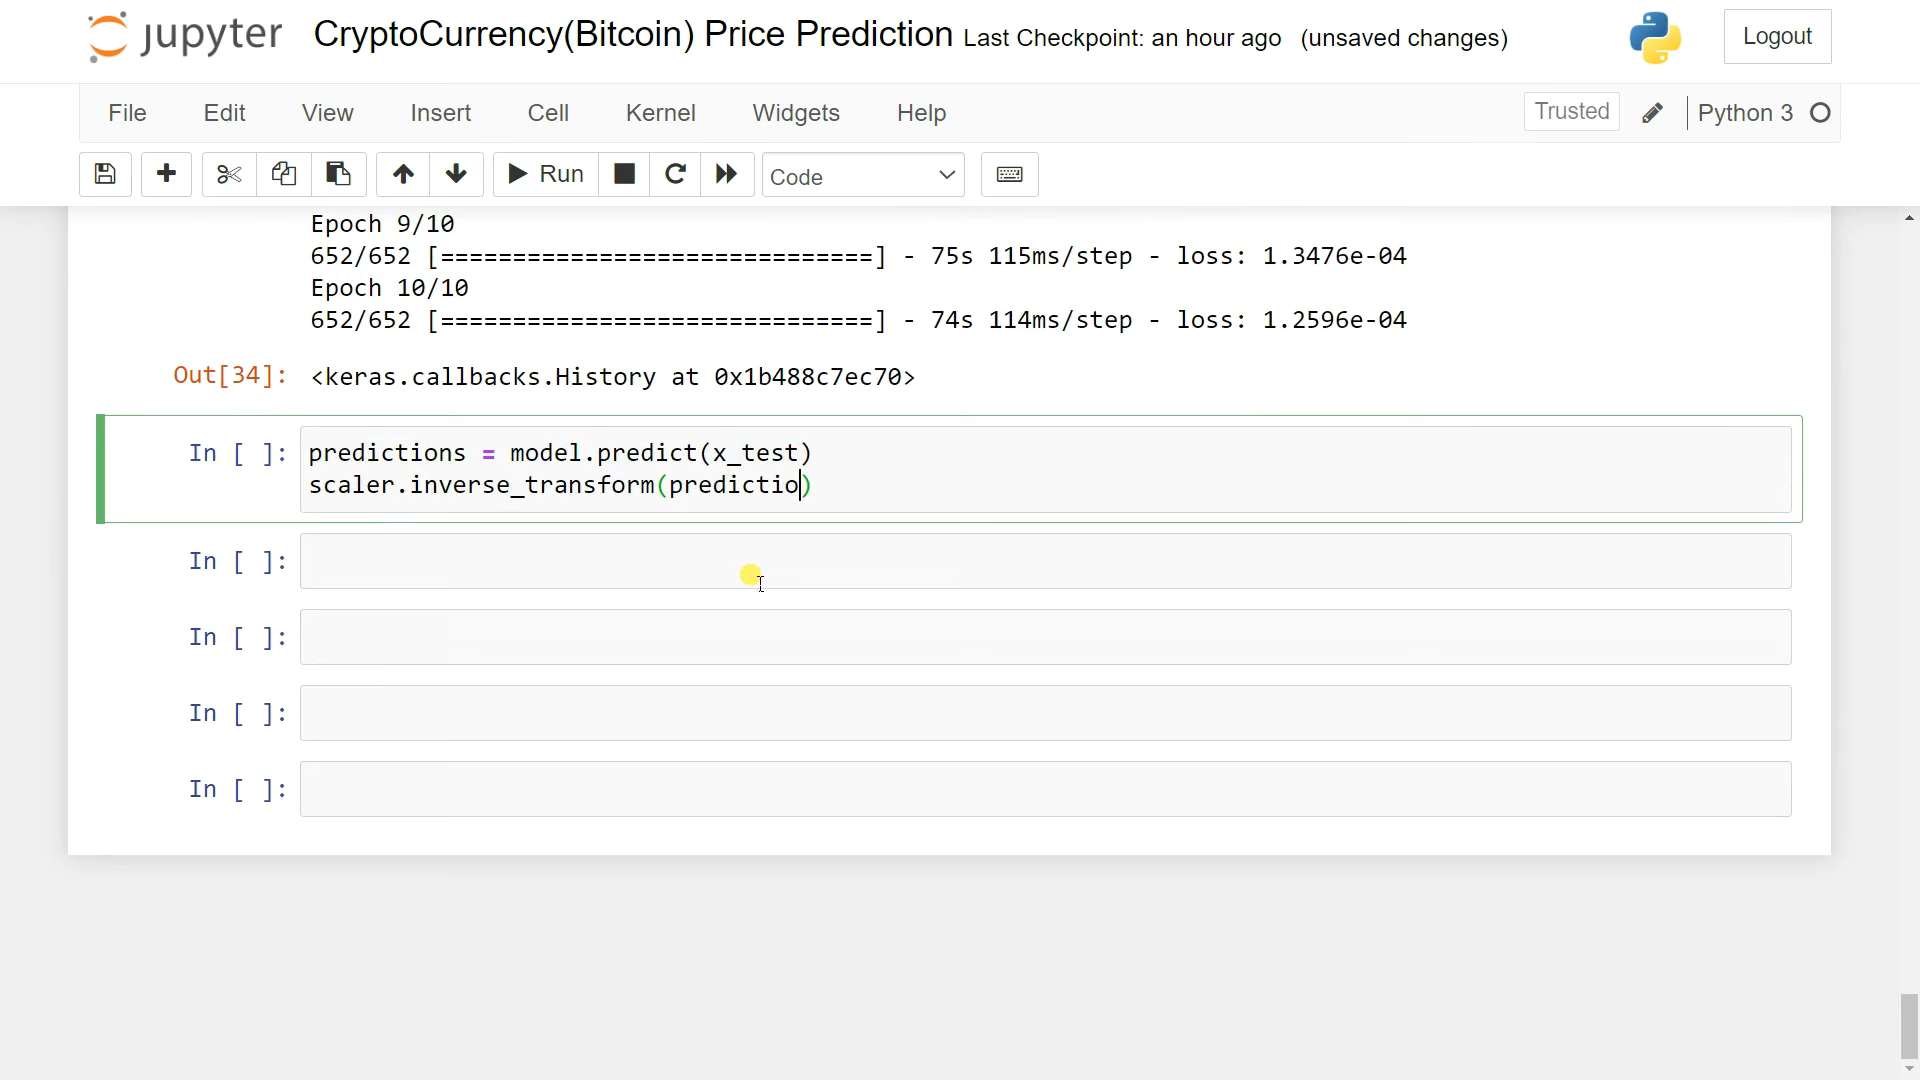 jupyter CryptoCurrency(Bitcoin) Price Prediction Last Checkpoint: an hour ago (unsaved changes) Logout
File Edit View Insert Cell Kernel Widgets Help Trusted Python 3
Run Code
Epoch 9/10
652/652 [==============================] - 75s 115ms/step - loss: 1.3476e-04
Epoch 10/10
652/652 [==============================] - 74s 114ms/step - loss: 1.2596e-04
Out[34]: <keras.callbacks.History at 0x1b488c7ec70>
In [ ]: predictions = model.predict(x_test)
scaler.inverse_transform(predictio)
In [ ]:
In [ ]:
In [ ]:
In [ ]: